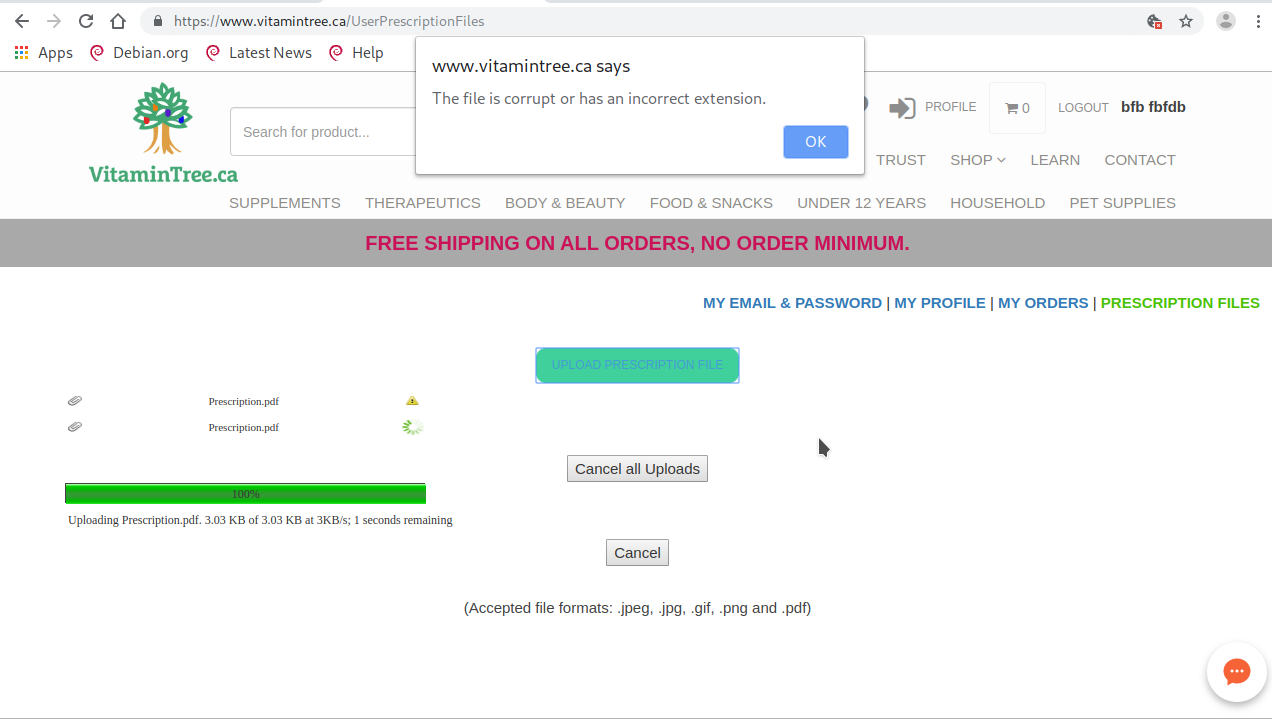 https://www.vitamintree.ca/UserPrescriptionFiles
Apps Debian.org Latest News Help
www.vitamintree.ca says
The file is corrupt or has an incorrect extension.
OK
VitaminTree.ca
Search for product...
PROFILE 0 LOGOUT bfb fbfdb
TRUST SHOP LEARN CONTACT
SUPPLEMENTS THERAPEUTICS BODY & BEAUTY FOOD & SNACKS UNDER 12 YEARS HOUSEHOLD PET SUPPLIES
FREE SHIPPING ON ALL ORDERS, NO ORDER MINIMUM.
MY EMAIL & PASSWORD | MY PROFILE | MY ORDERS | PRESCRIPTION FILES
UPLOAD PRESCRIPTION FILE
Prescription.pdf
Prescription.pdf
Cancel all Uploads
100%
Uploading Prescription.pdf. 3.03 KB of 3.03 KB at 3KB/s; 1 seconds remaining
Cancel
(Accepted file formats: .jpeg, .jpg, .gif, .png and .pdf)